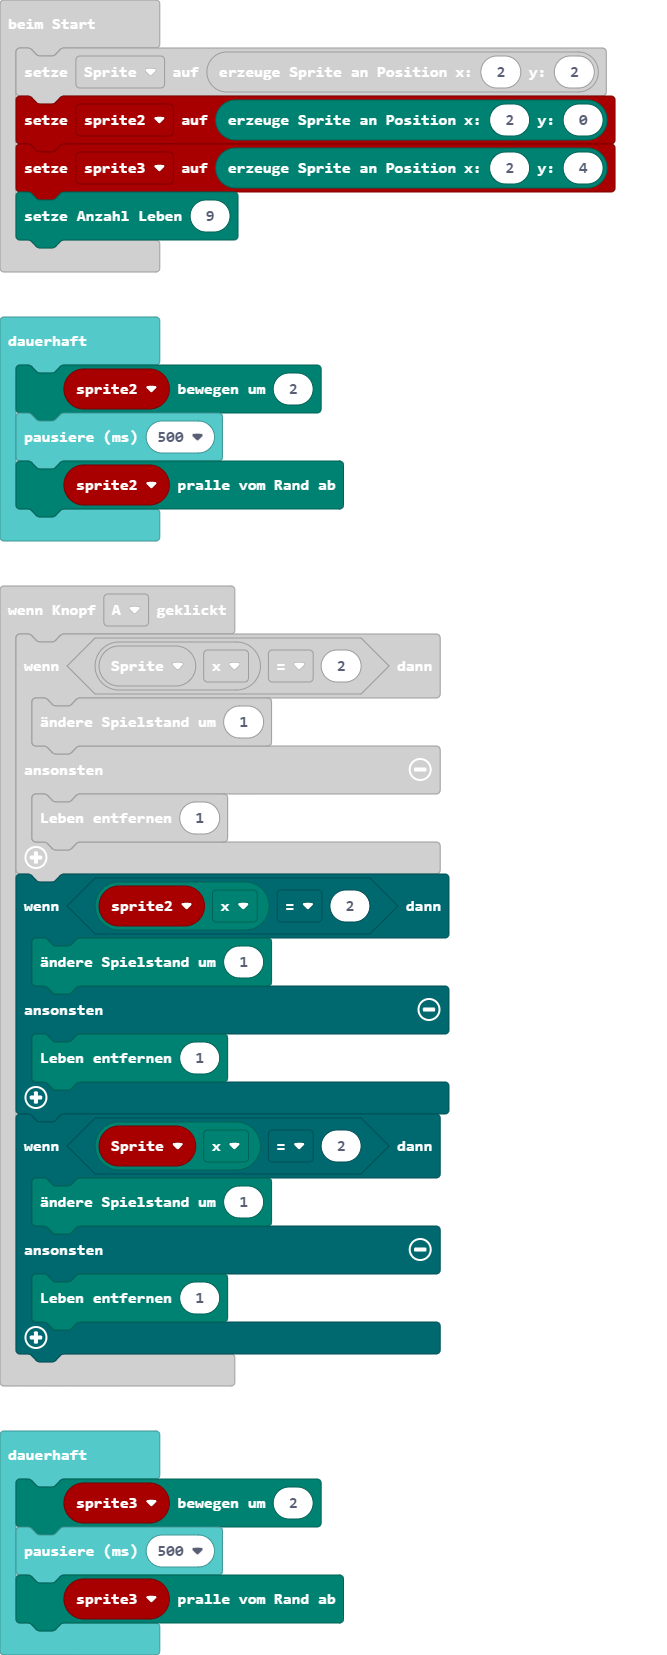 beim Start
setze Sprite auf erzeuge Sprite an Position x: 2 y: 2
setze sprite2 auf erzeuge Sprite an Position x: 2 y: 0
setze sprite3 auf erzeuge Sprite an Position x: 2 y: 4
setze Anzahl Leben 9
dauerhaft
sprite2 bewegen um 2
pausiere (ms) 500
sprite2 pralle vom Rand ab
wenn Knopf A geklickt
wenn Sprite x = 2 dann
ändere Spielstand um 1
ansonsten
Leben entfernen 1
wenn sprite2 x = 2 dann
ändere Spielstand um 1
ansonsten
Leben entfernen 1
wenn Sprite x = 2 dann
ändere Spielstand um 1
ansonsten
Leben entfernen 1
dauerhaft
sprite3 bewegen um 2
pausiere (ms) 500
sprite3 pralle vom Rand ab